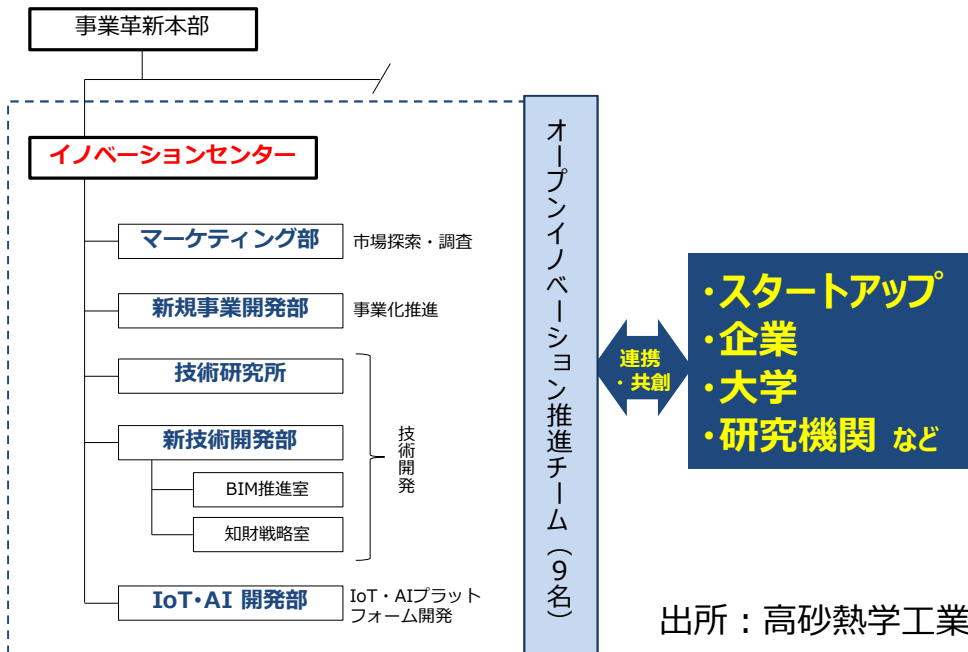 事業革新本部
イノベーションセンター
マーケティング部
市場探索・調査
新規事業開発部
事業化推進
技術研究所
新技術開発部
BIM推進室
知財戦略室
技術開発
IoT・AI 開発部
IoT・AIプラット
フォーム開発
オープンイノベーション推進チーム（9名）
連携
・共創
・スタートアップ
・企業
・大学
・研究機関 など
出所：高砂熱学工業